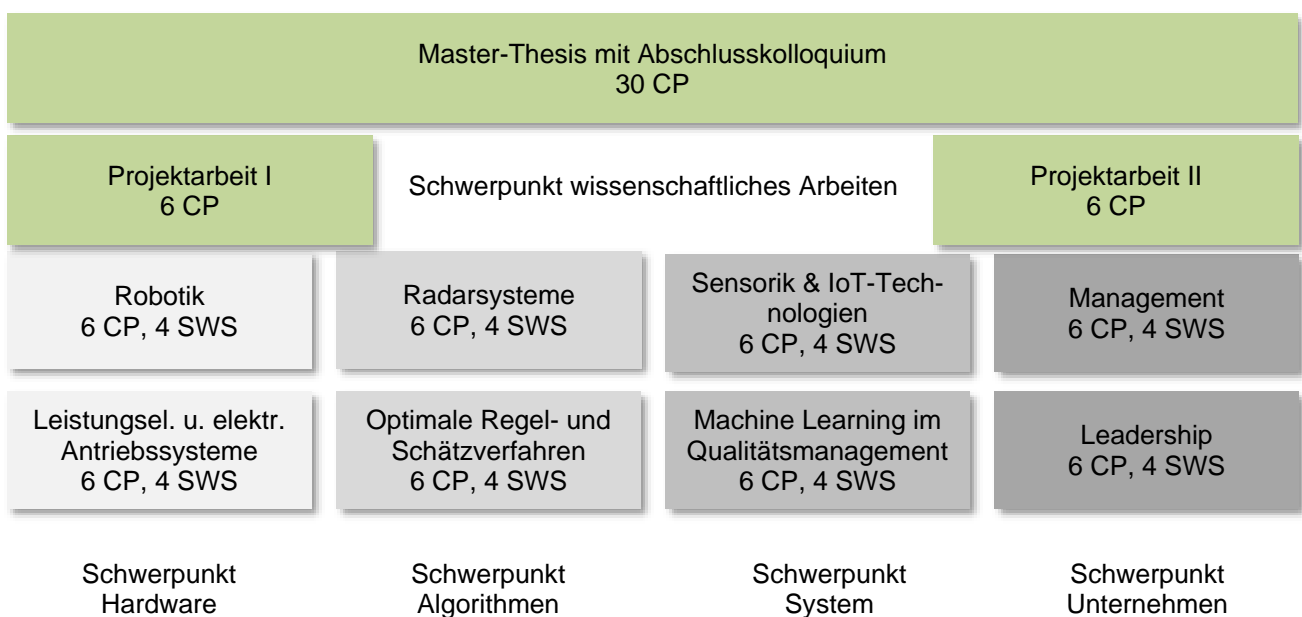 Master-Thesis mit Abschlusskolloquium
30 CP
Projektarbeit I
6 CP
Schwerpunkt wissenschaftliches Arbeiten
Projektarbeit II
6 CP
Robotik
6 CP, 4 SWS
Radarsysteme
6 CP, 4 SWS
Sensorik & IoT-Tech-
nologien
6 CP, 4 SWS
Management
6 CP, 4 SWS
Leistungsel. u. elektr.
Antriebssysteme
6 CP, 4 SWS
Optimale Regel- und
Schätzverfahren
6 CP, 4 SWS
Machine Learning im
Qualitätsmanagement
6 CP, 4 SWS
Leadership
6 CP, 4 SWS
Schwerpunkt
Hardware
Schwerpunkt
Algorithmen
Schwerpunkt
System
Schwerpunkt
Unternehmen